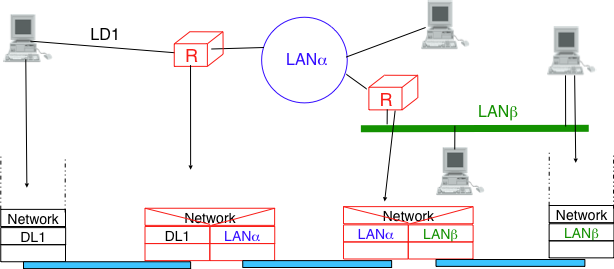 LD1
R
LANα
R
LANβ
Network
DL1
Network
DL1 LANα
Network
LANα LANβ
Network
LANβ